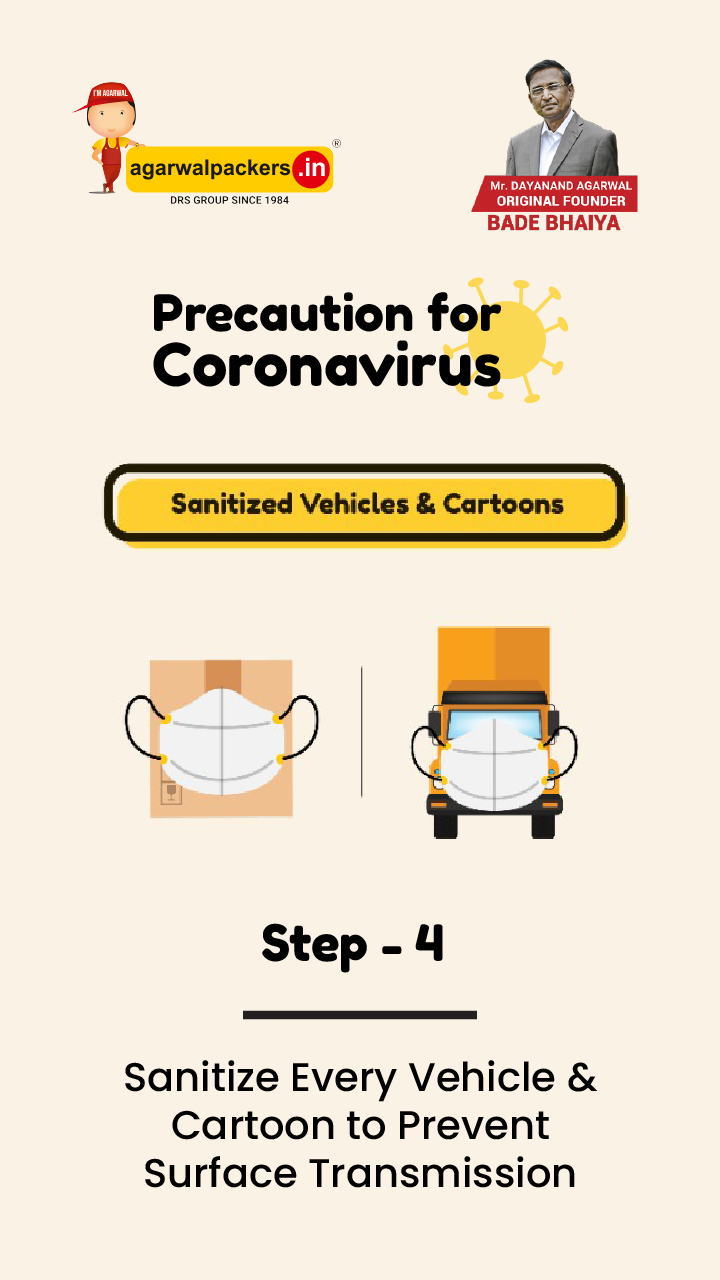 I'M AGARWAL
agarwalpackers.in
®
DRS GROUP SINCE 1984
Mr. DAYANAND AGARWAL
ORIGINAL FOUNDER
BADE BHAIYA
Precaution for
Coronavirus
Sanitized Vehicles & Cartoons
Step - 4
Sanitize Every Vehicle &
Cartoon to Prevent
Surface Transmission